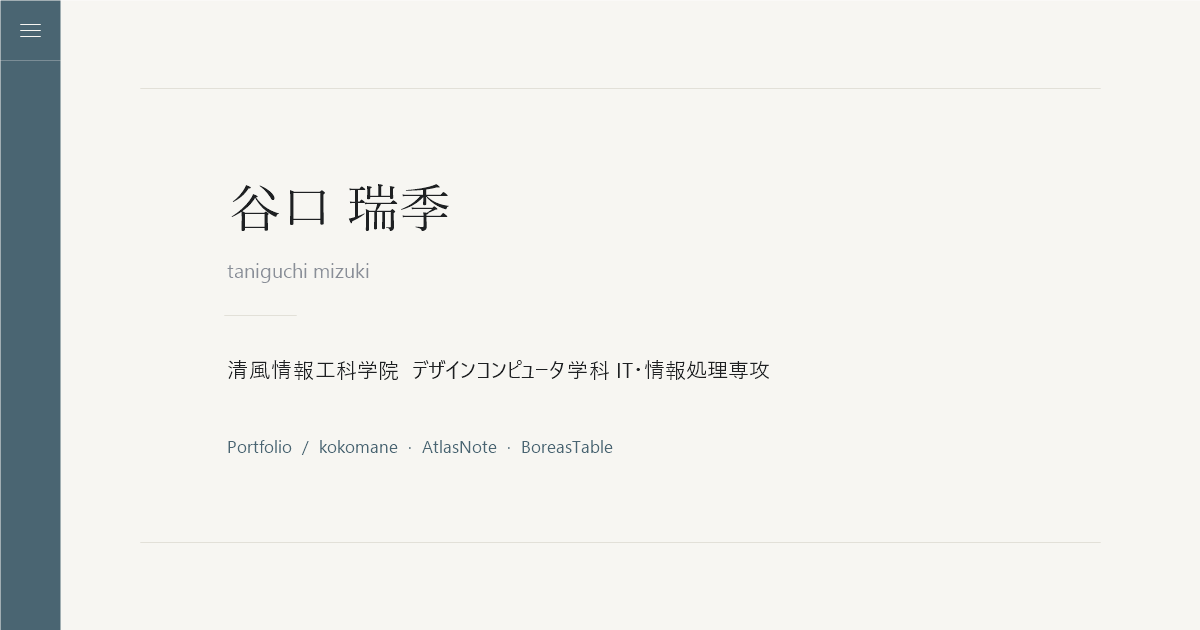 谷口 瑞季
taniguchi mizuki
清風情報工科学院 デザインコンピュータ学科 IT・情報処理専攻
Portfolio / kokomane · AtlasNote · BoreasTable